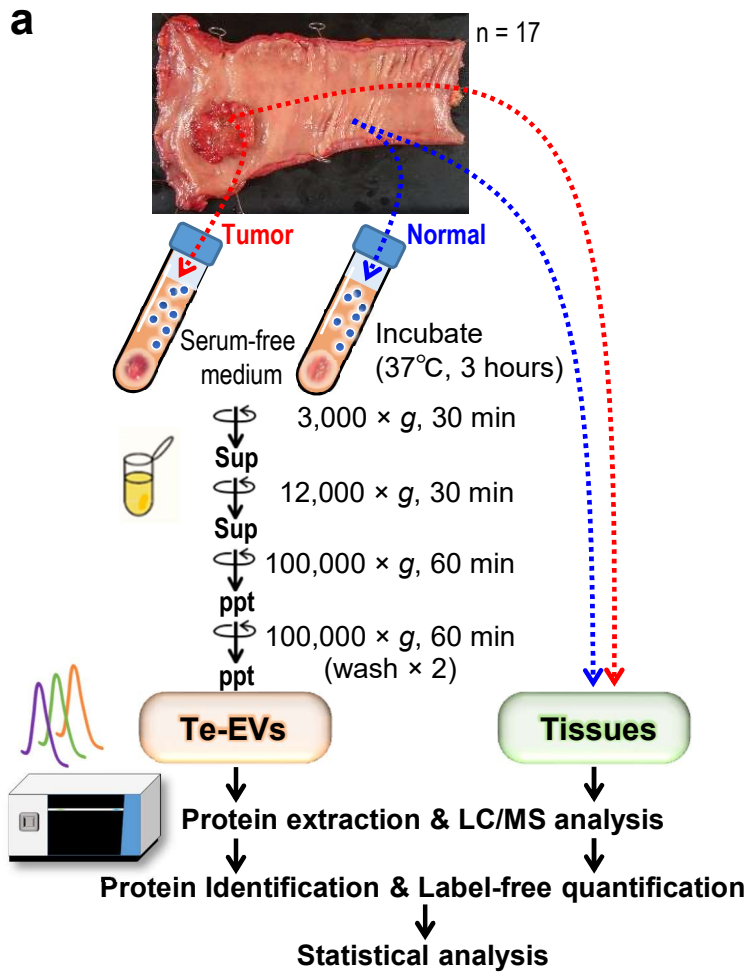 a
n = 17
Tumor
Normal
Serum-free
medium
Incubate
(37℃, 3 hours)
3,000 × g, 30 min
Sup
12,000 × g, 30 min
Sup
100,000 × g, 60 min
ppt
100,000 × g, 60 min
(wash × 2)
ppt
Te-EVs
Tissues
Protein extraction & LC/MS analysis
Protein Identification & Label-free quantification
Statistical analysis